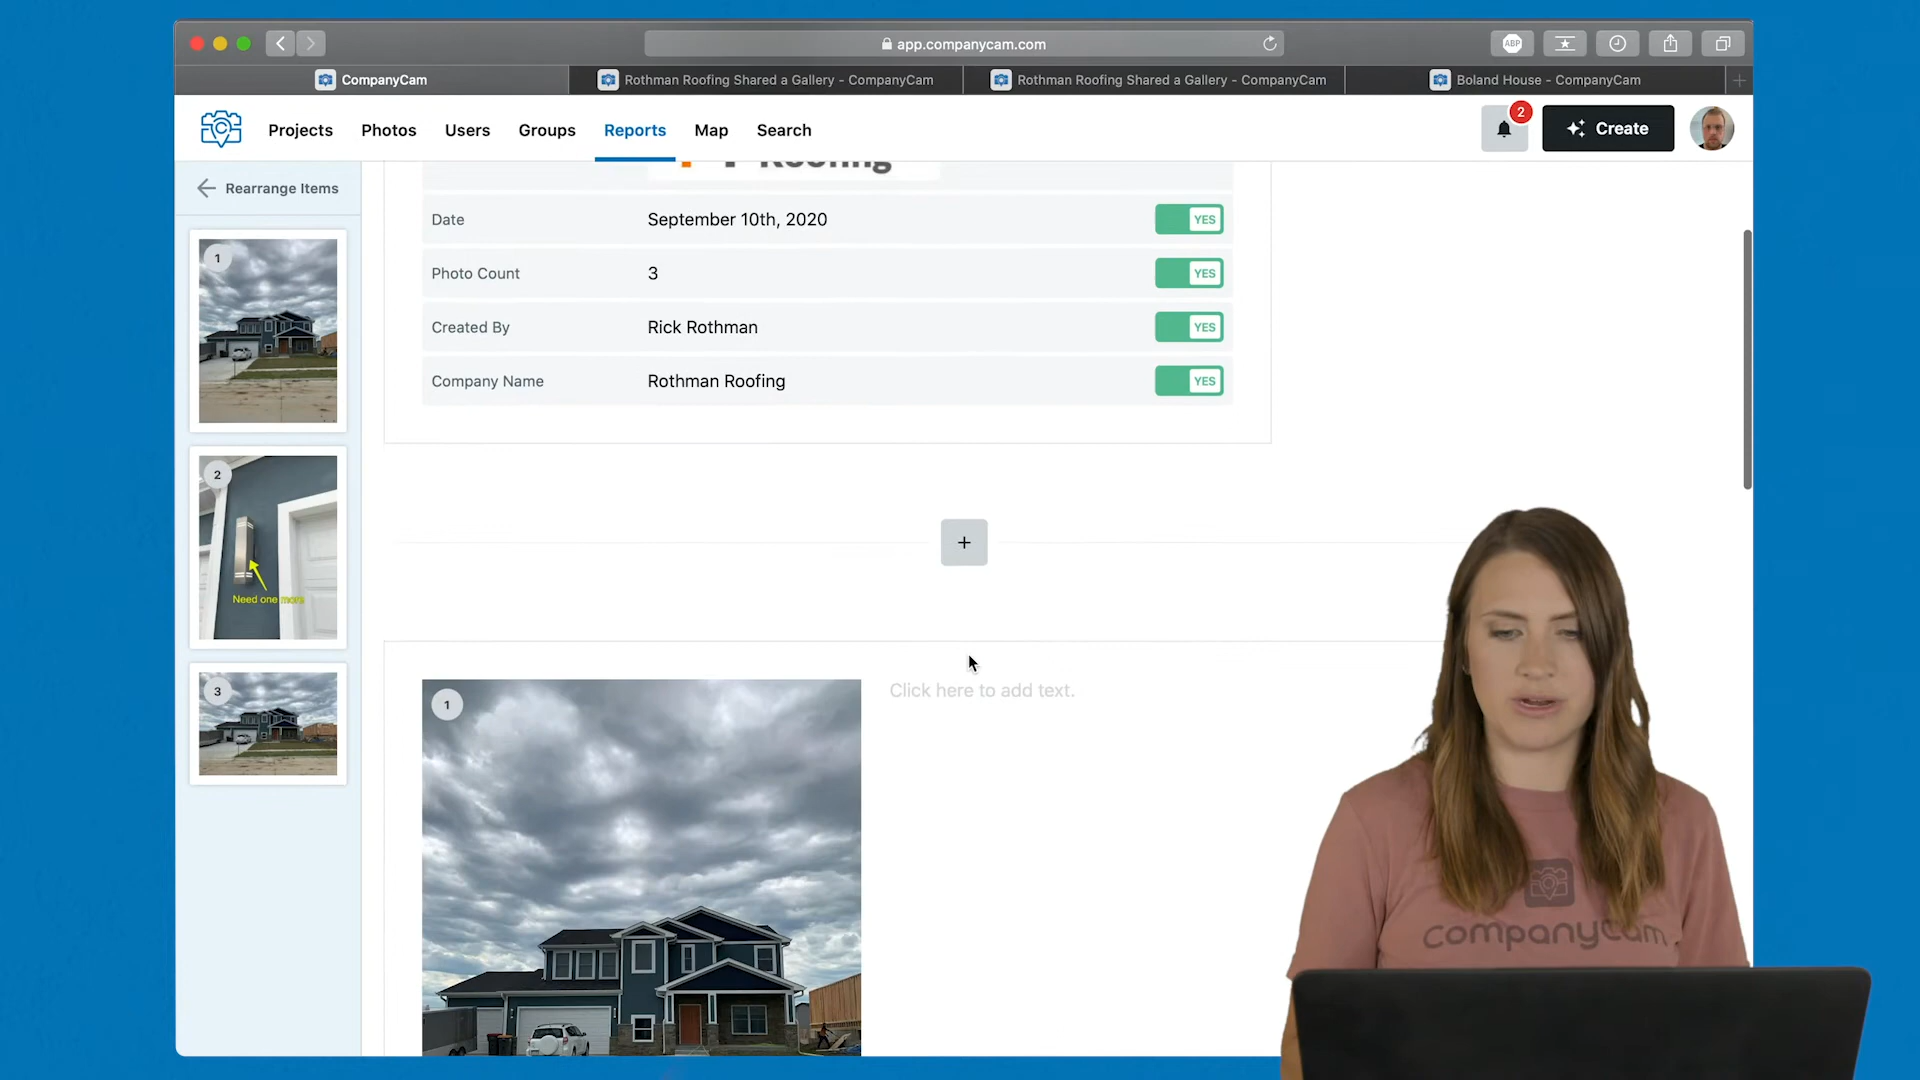 app.companycam.com
ABP
CompanyCam
Rothman Roofing Shared a Gallery - CompanyCam
Rothman Roofing Shared a Gallery - CompanyCam
Boland House - CompanyCam
Projects
Photos
Users
Groups
Reports
Map
Search
2
Create
Rearrange Items
Roofing
Date
September 10th, 2020
YES
Photo Count
3
YES
Created By
Rick Rothman
YES
Company Name
Rothman Roofing
YES
1
2
Need one more
3
+
1
Click here to add text.
companycam